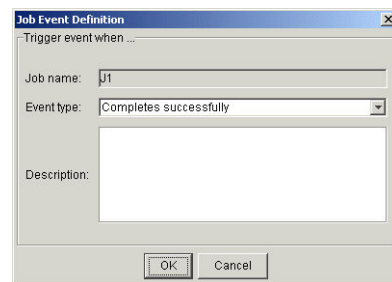 Job Event Definition
Trigger event when ...
Job name: J1
Event type: Completes successfully
Description:
OK Cancel